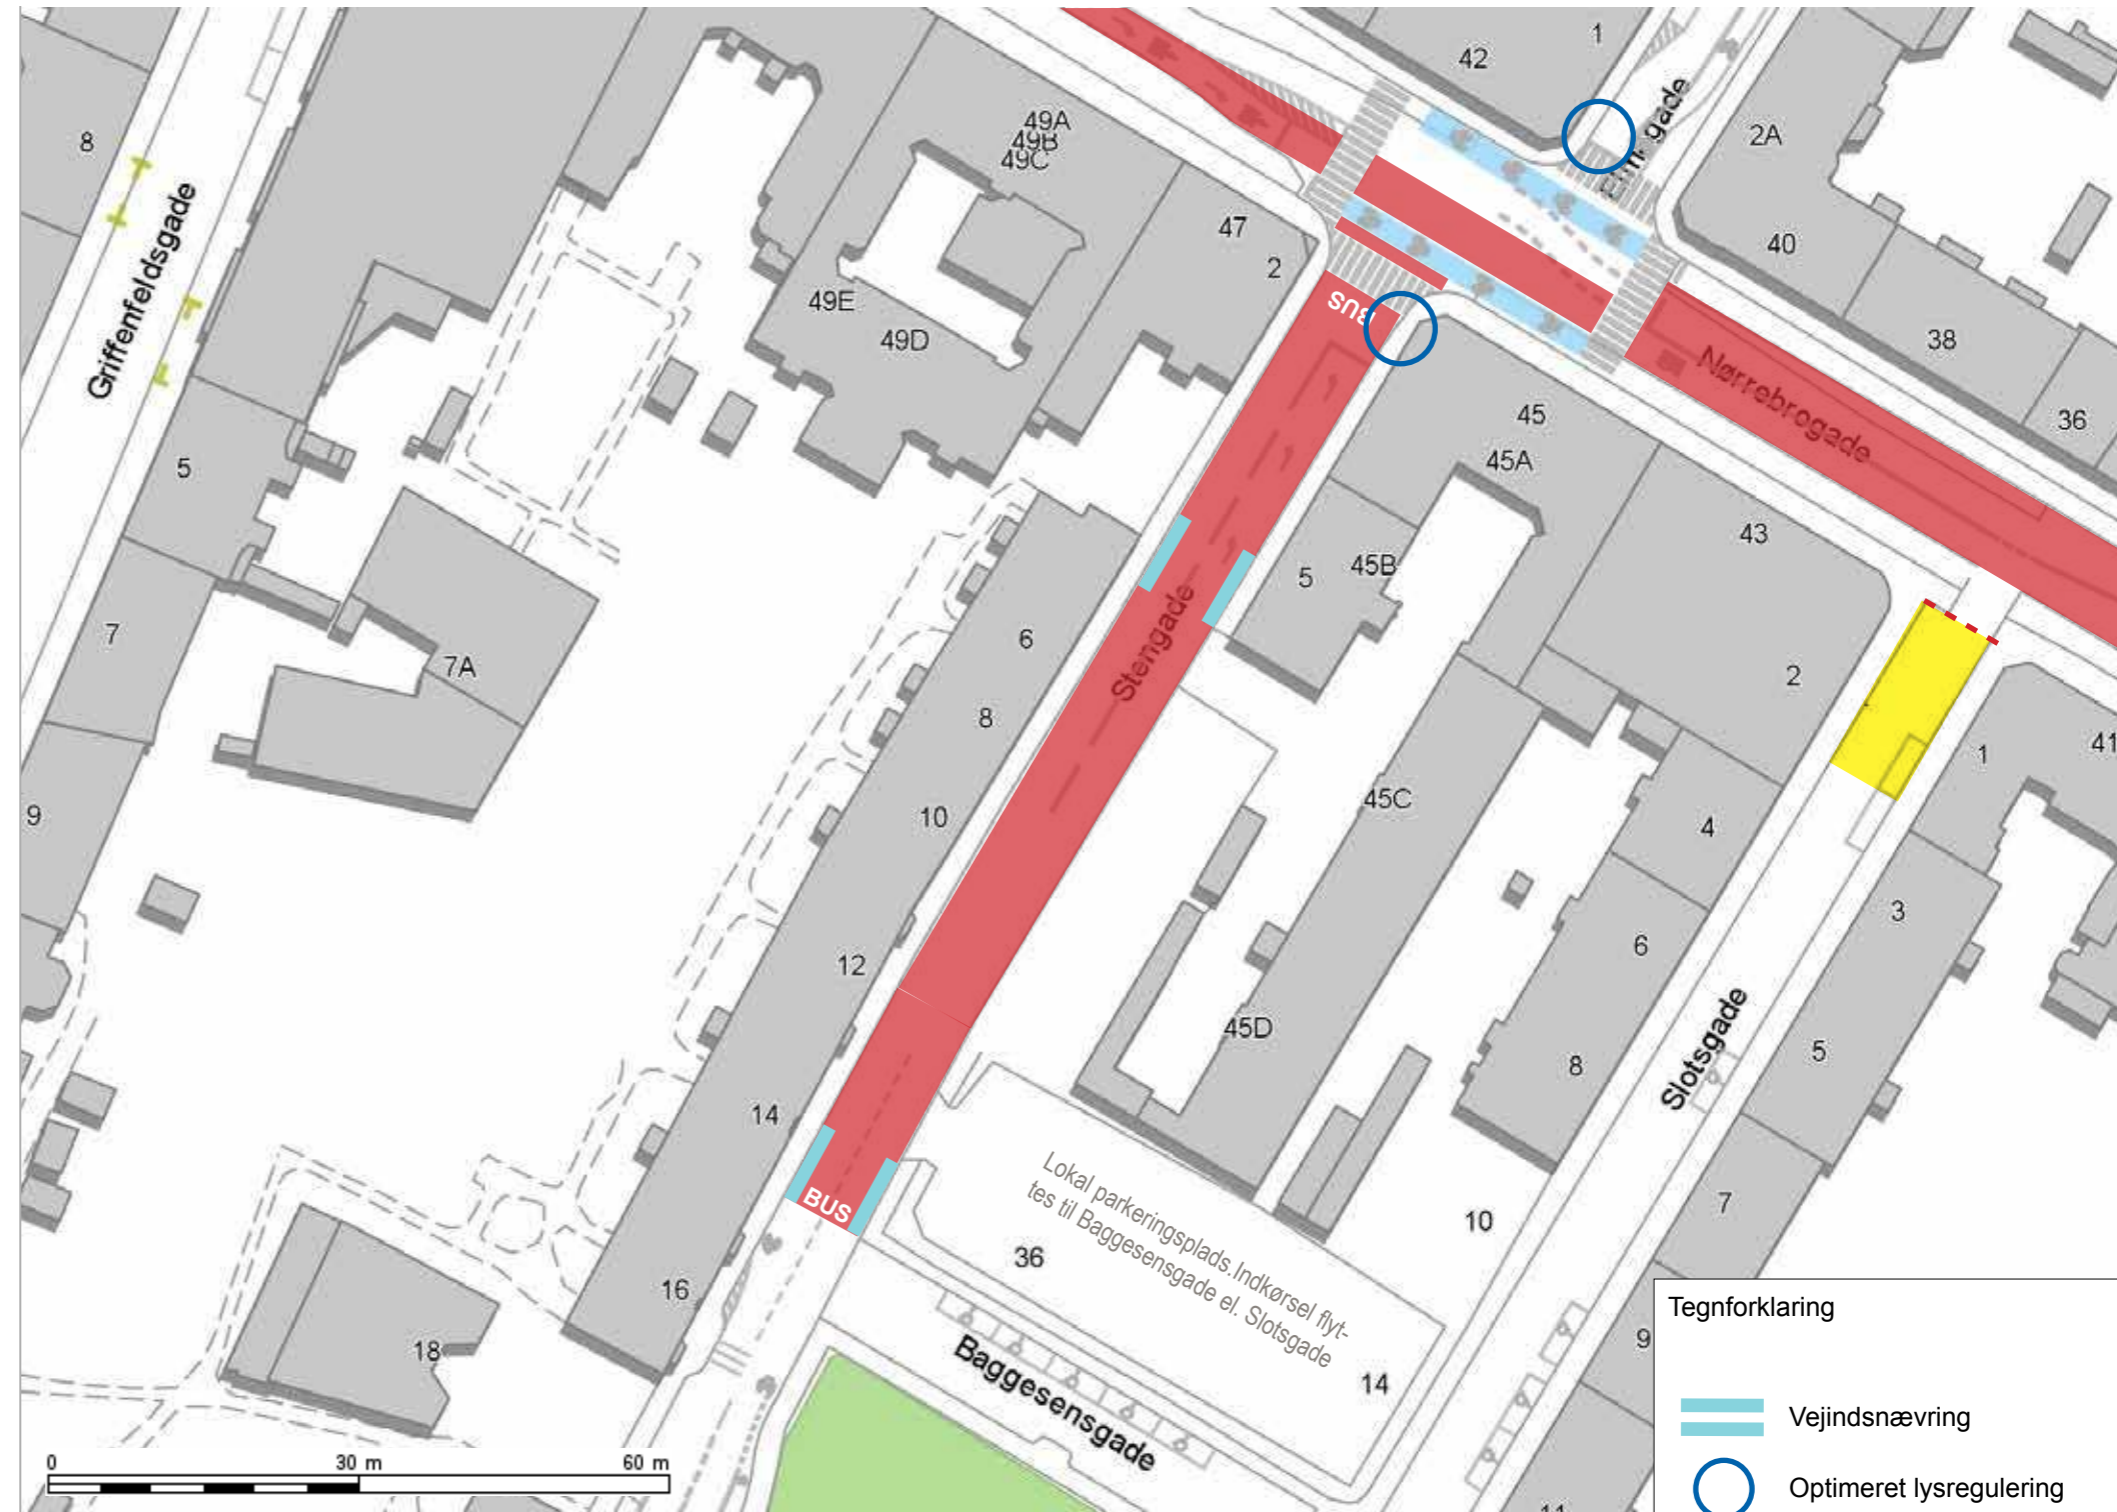 42
1
8
49A
49B
49C
2A
47
2
40
Griffenfeldsgade
49E
49D
BUS
38
Nørrebrogade
36
45
45A
5
43
45B
5
7
6
7A
Stengade
2
8
1
41
9
10
45C
4
3
12
6
45D
Slotsgade
5
8
14
Lokal parkeringsplads.Indkørsel flyt-
tes til Baggesensgade el. Slotsgade
BUS
7
10
36
16
9
18
14
Baggesensgade
0 30 m 60 m
11
Tegnforklaring
Vejindsnævring
Optimeret lysregulering